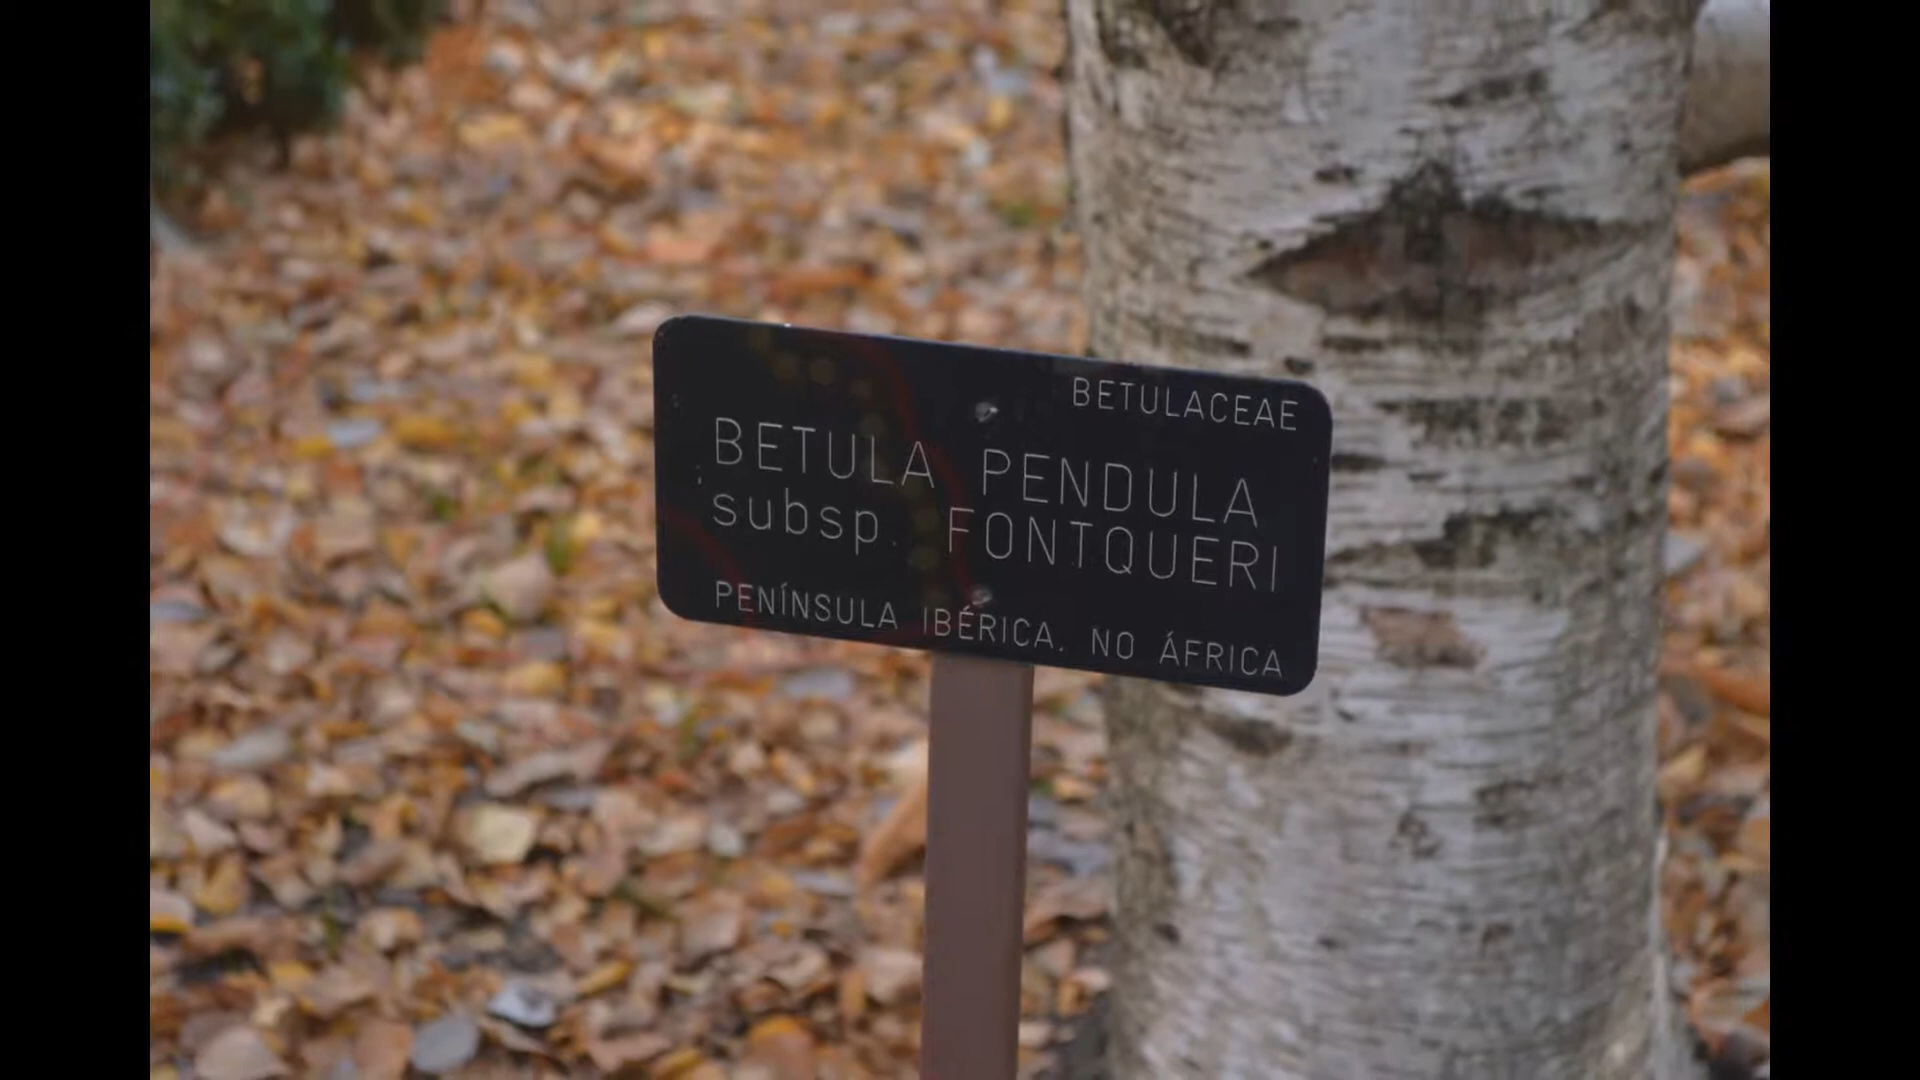 BETULACEAE
BETULA PENDULA
subsp. FONTQUERI
PENÍNSULA IBÉRICA. NO ÁFRICA